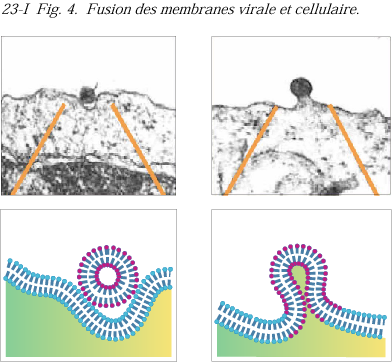 23-I Fig. 4. Fusion des membranes virale et cellulaire.